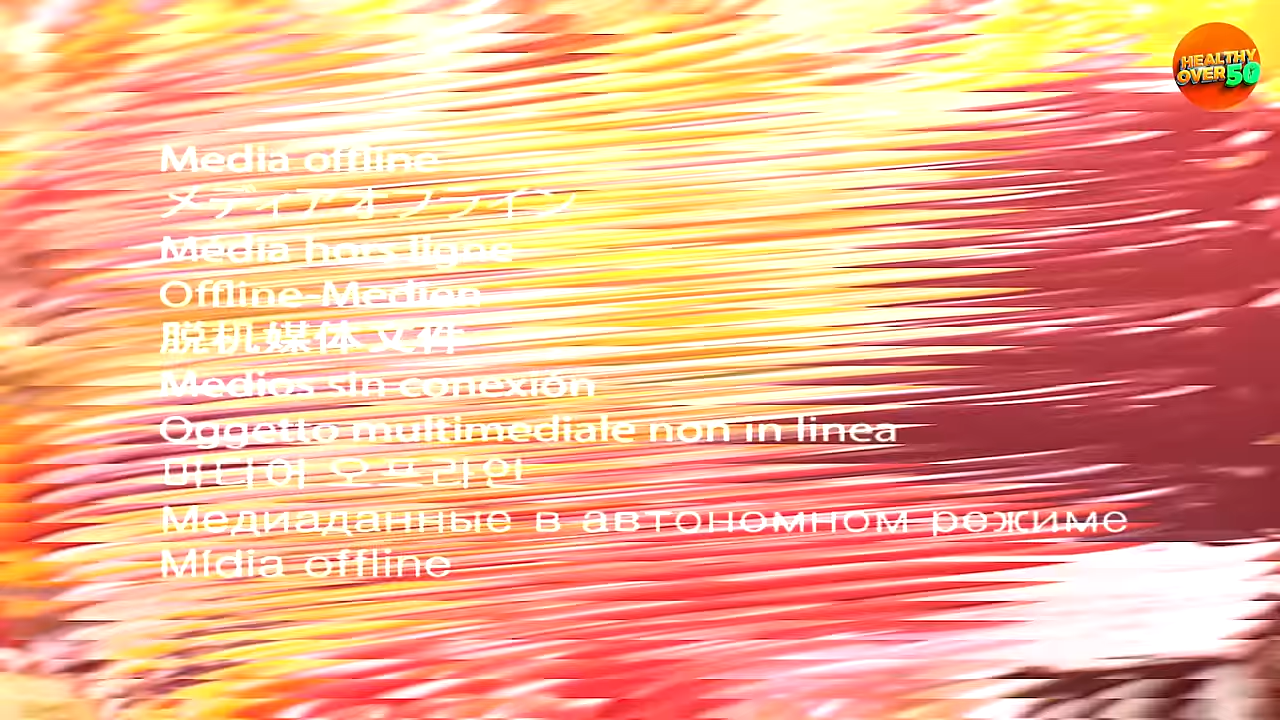 HEALTHY
OVER 50
Media offline
メディアオフライン
Média hors ligne
Offline-Medien
脱机媒体文件
Medios sin conexión
Oggetto multimediale non in linea
미디어 오프라인
Медиаданные в автономном режиме
Mídia offline